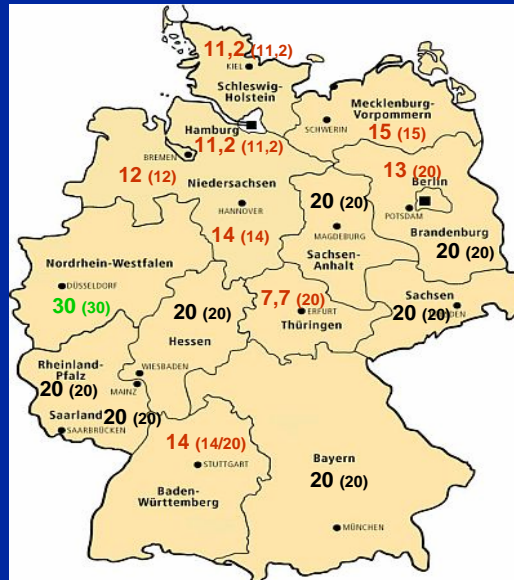 11,2 (11,2)
KIEL
Schleswig-
Holstein
Mecklenburg-
Vorpommern
SCHWERIN
15 (15)
Hamburg
11,2 (11,2)
BREMEN
12 (12)
Niedersachsen
HANNOVER
14 (14)
13 (20)
Berlin
POTSDAM
Brandenburg
20 (20)
20 (20)
MAGDEBURG
Sachsen-
Anhalt
Nordrhein-Westfalen
DÜSSELDORF
30 (30)
20 (20)
Hessen
7,7 (20)
ERFURT
Thüringen
Sachsen
20 (20)
Rheinland-
Pfalz
20 (20)
WIESBADEN
MAINZ
Saarland
20 (20)
SAARBRÜCKEN
14 (14/20)
STUTTGART
Baden-
Württemberg
Bayern
20 (20)
MÜNCHEN